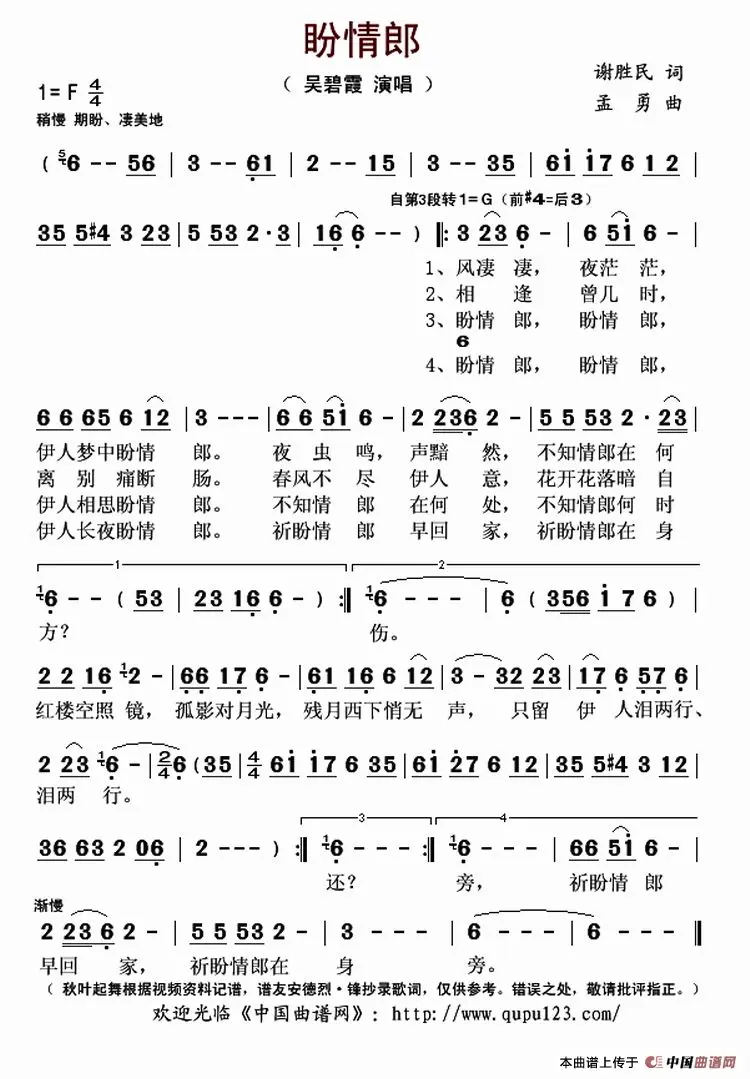 盼情郎
( 吴碧霞 演唱 )
谢胜民 词
1= F 4/4
孟 勇 曲
稍慢 期盼、凄美地
( 5 1 6 - - 56 | 3 - - 61 | 2 - - 15 | 3 - - 35 | 61 17 6 1 2 |
自第3段转1=G（前#4=后3）
35 5#4 3 23 | 5 53 2·3 | 16 6 - - ) |: 3 23 6 - | 6 51 6 - |
1、风凄 凄， 夜茫 茫，
2、相 逢 曾几 时，
3、盼情 郎， 盼情 郎，
6
4、盼情 郎， 盼情 郎，
6 6 65 6 12 | 3 - - - | 6 6 51 6 - | 2 236 2 - | 5 5 53 2 · 23 |
伊人梦中盼情 郎。 夜 虫 鸣， 声黯 然， 不知情郎在 何
离 别 痛断 肠。 春风不 尽 伊人 意， 花开花落暗 自
伊人相思盼情 郎。 不知情 郎 在何 处， 不知情郎何 时
伊人长夜盼情 郎。 祈盼情 郎 早回 家， 祈盼情郎在 身
1 2
1 6 - - ( 53 | 23 16 6 - ) :| 1 6 - - - | 6 ( 356 1 7 6 ) |
方？ 伤。
2 2 16 1 2 - | 66 17 6 - | 61 16 6 12 | 3 - 32 23 | 17 6 57 6 |
红楼空照 镜， 孤影对月光， 残月西下悄无 声， 只留 伊 人泪两行、
2 23 1 6 - | 2/4 6 (35 | 4/4 61 17 6 35 | 61 27 6 12 | 35 5#4 3 12 |
泪两 行。
3 4
36 63 2 06 | 2 - - - ) :| 1 6 - - - :| 1 6 - - - | 66 51 6 - |
还？ 旁， 祈盼情 郎
渐慢
2 23 6 2 - | 5 5 53 2 - | 3 - - - | 6 - - - | 6 - - - |
早回 家， 祈盼情郎在 身 旁。
( 秋叶起舞根据视频资料记谱，谱友安德烈·锋抄录歌词，仅供参考。错误之处，敬请批评指正。)
欢迎光临《中国曲谱网》：http://www.qupu123.com/
本曲谱上传于 中国曲谱网